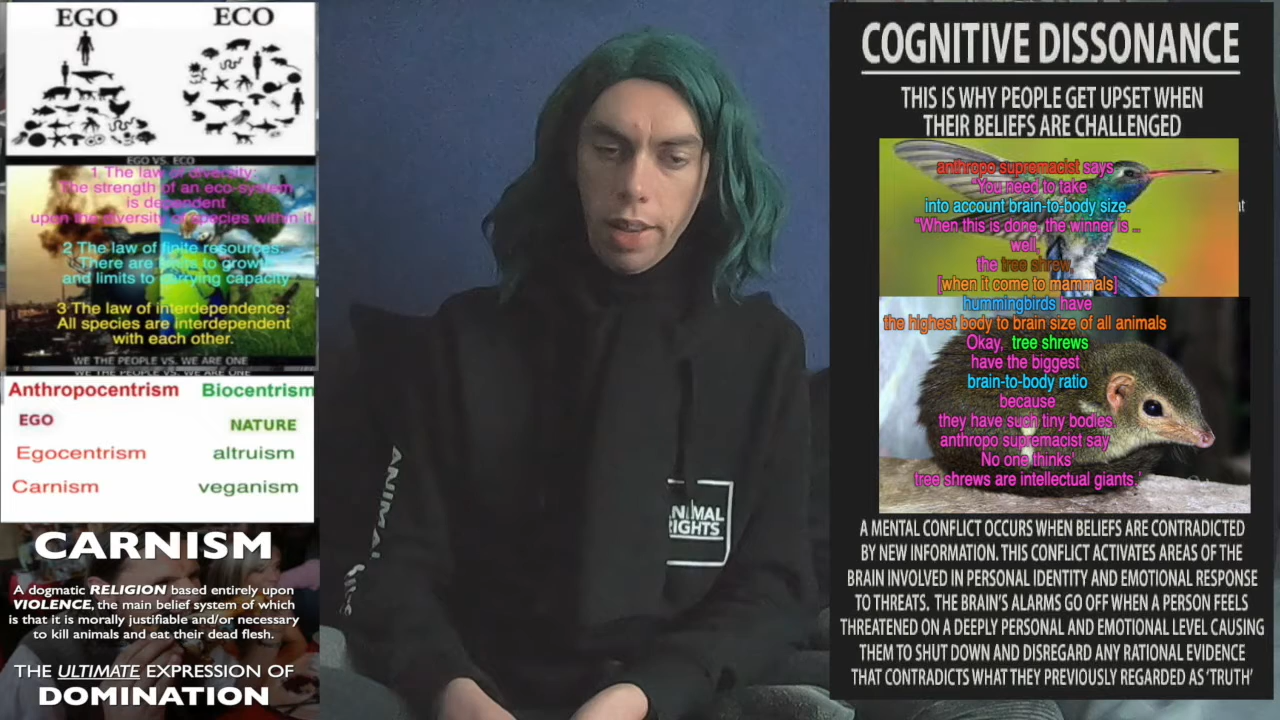 EGO
ECO
EGO VS. ECO
1 The law of diversity:
The strength of an eco-system,
is dependent
upon the diversity of species within it
2 The law of finite resources:
There are limits to growth
and limits to carrying capacity
3 The law of interdependence:
All species are interdependent
with each other.
WE THE PEOPLE VS. WE ARE ONE
WE THE PEOPLE VS. WE ARE ONE
Anthropocentrism Biocentrism
EGO NATURE
Egocentrism altruism
Carnism veganism
CARNISM
A dogmatic RELIGION based entirely upon
VIOLENCE, the main belief system of which
is that it is morally justifiable and/or necessary
to kill animals and eat their dead flesh.
THE ULTIMATE EXPRESSION OF
DOMINATION
ANIMAL
NIMAL
RIGHTS
COGNITIVE DISSONANCE
THIS IS WHY PEOPLE GET UPSET WHEN
THEIR BELIEFS ARE CHALLENGED
anthropo supremacist says
"You need to take
into account brain-to-body size.
"When this is done, the winner is ..
well,
the tree shrew,
[when it come to mammals]
hummingbirds have
the highest body to brain size of all animals
Okay, tree shrews
have the biggest
brain-to-body ratio
because
they have such tiny bodies.
anthropo supremacist say
No one thinks'
tree shrews are intellectual giants.'
A MENTAL CONFLICT OCCURS WHEN BELIEFS ARE CONTRADICTED
BY NEW INFORMATION. THIS CONFLICT ACTIVATES AREAS OF THE
BRAIN INVOLVED IN PERSONAL IDENTITY AND EMOTIONAL RESPONSE
TO THREATS. THE BRAIN'S ALARMS GO OFF WHEN A PERSON FEELS
THREATENED ON A DEEPLY PERSONAL AND EMOTIONAL LEVEL CAUSING
THEM TO SHUT DOWN AND DISREGARD ANY RATIONAL EVIDENCE
THAT CONTRADICTS WHAT THEY PREVIOUSLY REGARDED AS 'TRUTH'